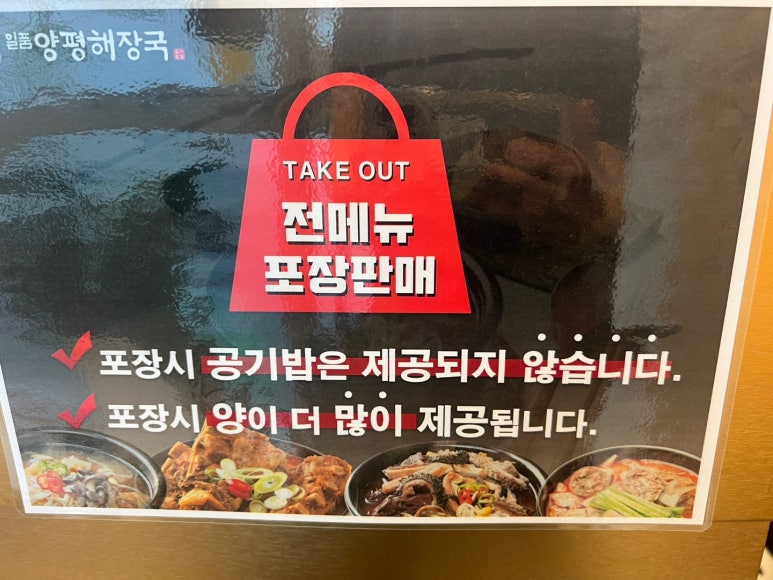 일품 양평해장국
TAKE OUT
전메뉴
포장판매
포장시 공기밥은 제공되지 않습니다.
포장시 양이 더 많이 제공됩니다.